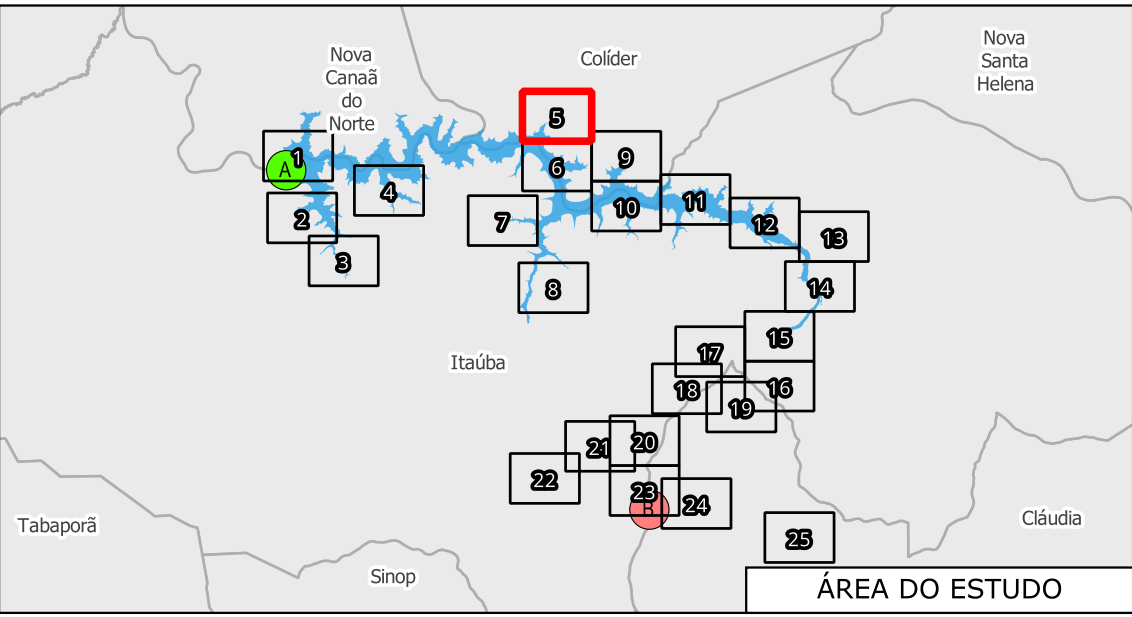 Nova
Canaã
do
Norte
Colíder
Nova
Santa
Helena
5
1
A
6
9
4
2
7
10
11
12
13
3
8
14
15
17
Itaúba
18
16
19
21
20
22
23
B
24
25
Tabaporã
Cláudia
Sinop
ÁREA DO ESTUDO